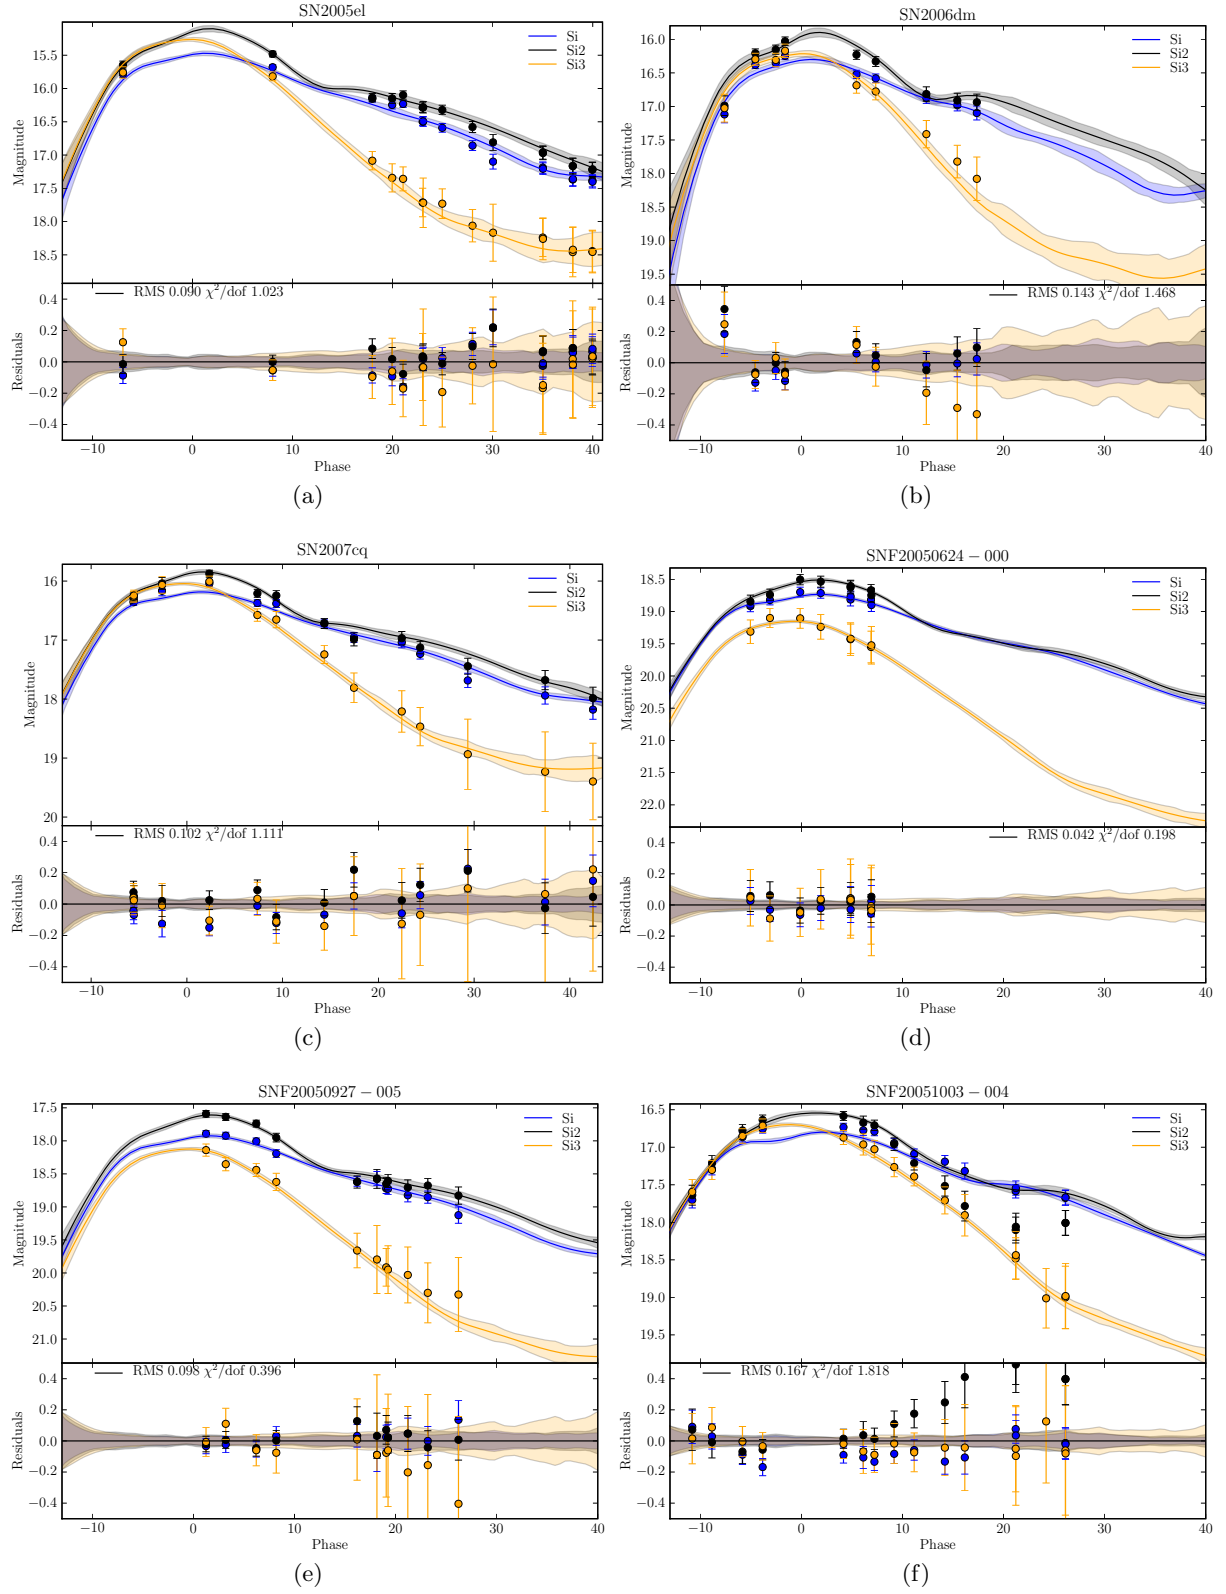 SN2005el
Si
Si2
Si3
Magnitude
15.5
16.0
16.5
17.0
17.5
18.0
18.5
RMS 0.090 χ²/dof 1.023
Residuals
0.4
0.2
0.0
−0.2
−0.4
−10 0 10 20 30 40
Phase
(a)
SN2006dm
Si
Si2
Si3
Magnitude
16.0
16.5
17.0
17.5
18.0
18.5
19.0
19.5
RMS 0.143 χ²/dof 1.468
Residuals
0.4
0.2
0.0
−0.2
−0.4
−10 0 10 20 30 40
Phase
(b)
SN2007cq
Si
Si2
Si3
Magnitude
16
17
18
19
20
RMS 0.102 χ²/dof 1.111
Residuals
0.4
0.2
0.0
−0.2
−0.4
−10 0 10 20 30 40
Phase
(c)
SNF20050624 − 000
Si
Si2
Si3
Magnitude
18.5
19.0
19.5
20.0
20.5
21.0
21.5
22.0
RMS 0.042 χ²/dof 0.198
Residuals
0.4
0.2
0.0
−0.2
−0.4
−10 0 10 20 30 40
Phase
(d)
SNF20050927 − 005
Si
Si2
Si3
Magnitude
17.5
18.0
18.5
19.0
19.5
20.0
20.5
21.0
RMS 0.098 χ²/dof 0.396
Residuals
0.4
0.2
0.0
−0.2
−0.4
−10 0 10 20 30 40
Phase
(e)
SNF20051003 − 004
Si
Si2
Si3
Magnitude
16.5
17.0
17.5
18.0
18.5
19.0
19.5
RMS 0.167 χ²/dof 1.818
Residuals
0.4
0.2
0.0
−0.2
−0.4
−10 0 10 20 30 40
Phase
(f)